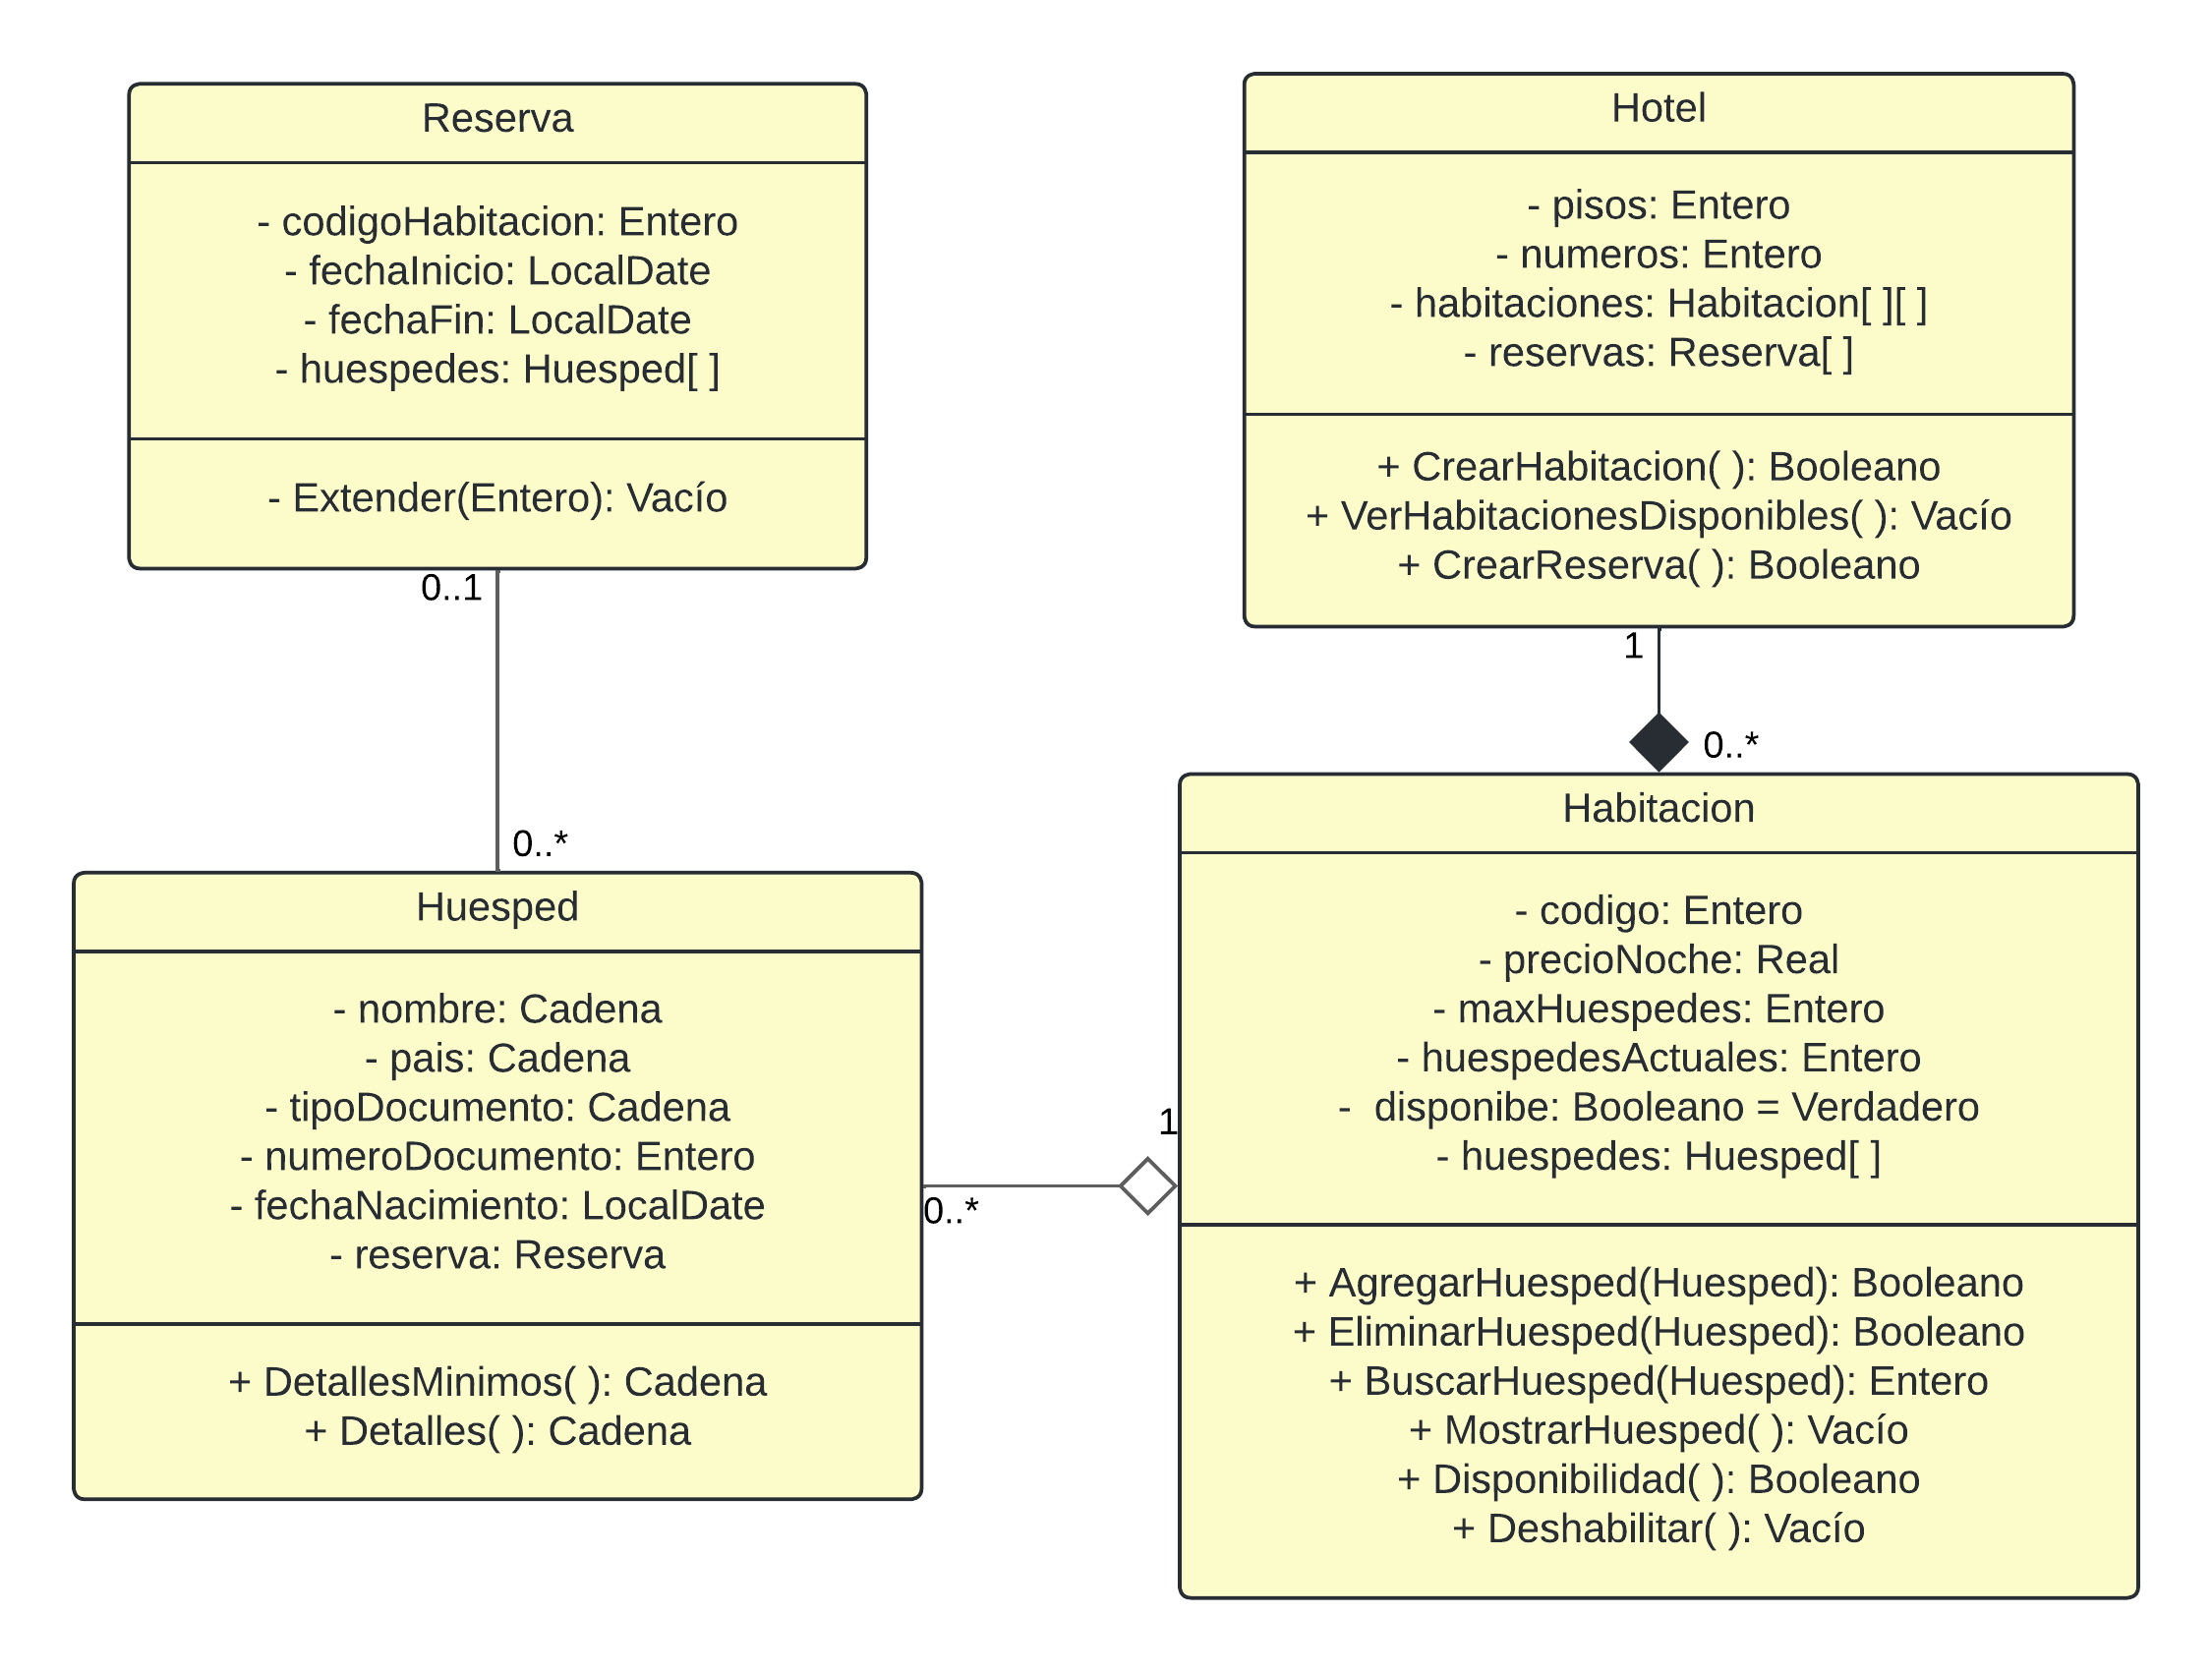 Reserva
- codigoHabitacion: Entero
- fechaInicio: LocalDate
- fechaFin: LocalDate
- huespedes: Huesped[ ]
- Extender(Entero): Vacío
0..1
0..*
Hotel
- pisos: Entero
- numeros: Entero
- habitaciones: Habitacion[ ][ ]
- reservas: Reserva[ ]
+ CrearHabitacion( ): Booleano
+ VerHabitacionesDisponibles( ): Vacío
+ CrearReserva( ): Booleano
1
0..*
Huesped
- nombre: Cadena
- pais: Cadena
- tipoDocumento: Cadena
- numeroDocumento: Entero
- fechaNacimiento: LocalDate
- reserva: Reserva
+ DetallesMinimos( ): Cadena
+ Detalles( ): Cadena
0..*
1
Habitacion
- codigo: Entero
- precioNoche: Real
- maxHuespedes: Entero
- huespedesActuales: Entero
- disponibe: Booleano = Verdadero
- huespedes: Huesped[ ]
+ AgregarHuesped(Huesped): Booleano
+ EliminarHuesped(Huesped): Booleano
+ BuscarHuesped(Huesped): Entero
+ MostrarHuesped( ): Vacío
+ Disponibilidad( ): Booleano
+ Deshabilitar( ): Vacío